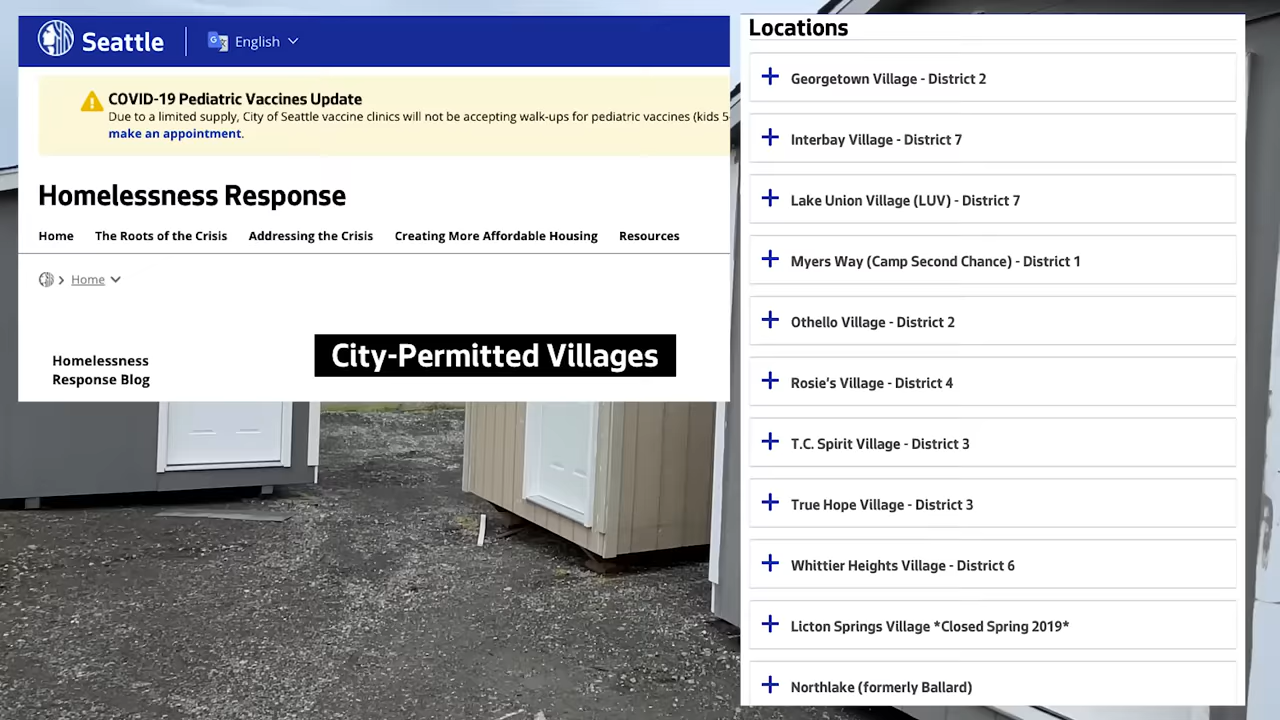 Seattle
English
COVID-19 Pediatric Vaccines Update
Due to a limited supply, City of Seattle vaccine clinics will not be accepting walk-ups for pediatric vaccines (kids 5
make an appointment.
Homelessness Response
Home The Roots of the Crisis Addressing the Crisis Creating More Affordable Housing Resources
Home
Homelessness
Response Blog
City-Permitted Villages
Locations
Georgetown Village - District 2
Interbay Village - District 7
Lake Union Village (LUV) - District 7
Myers Way (Camp Second Chance) - District 1
Othello Village - District 2
Rosie's Village - District 4
T.C. Spirit Village - District 3
True Hope Village - District 3
Whittier Heights Village - District 6
Licton Springs Village *Closed Spring 2019*
Northlake (formerly Ballard)